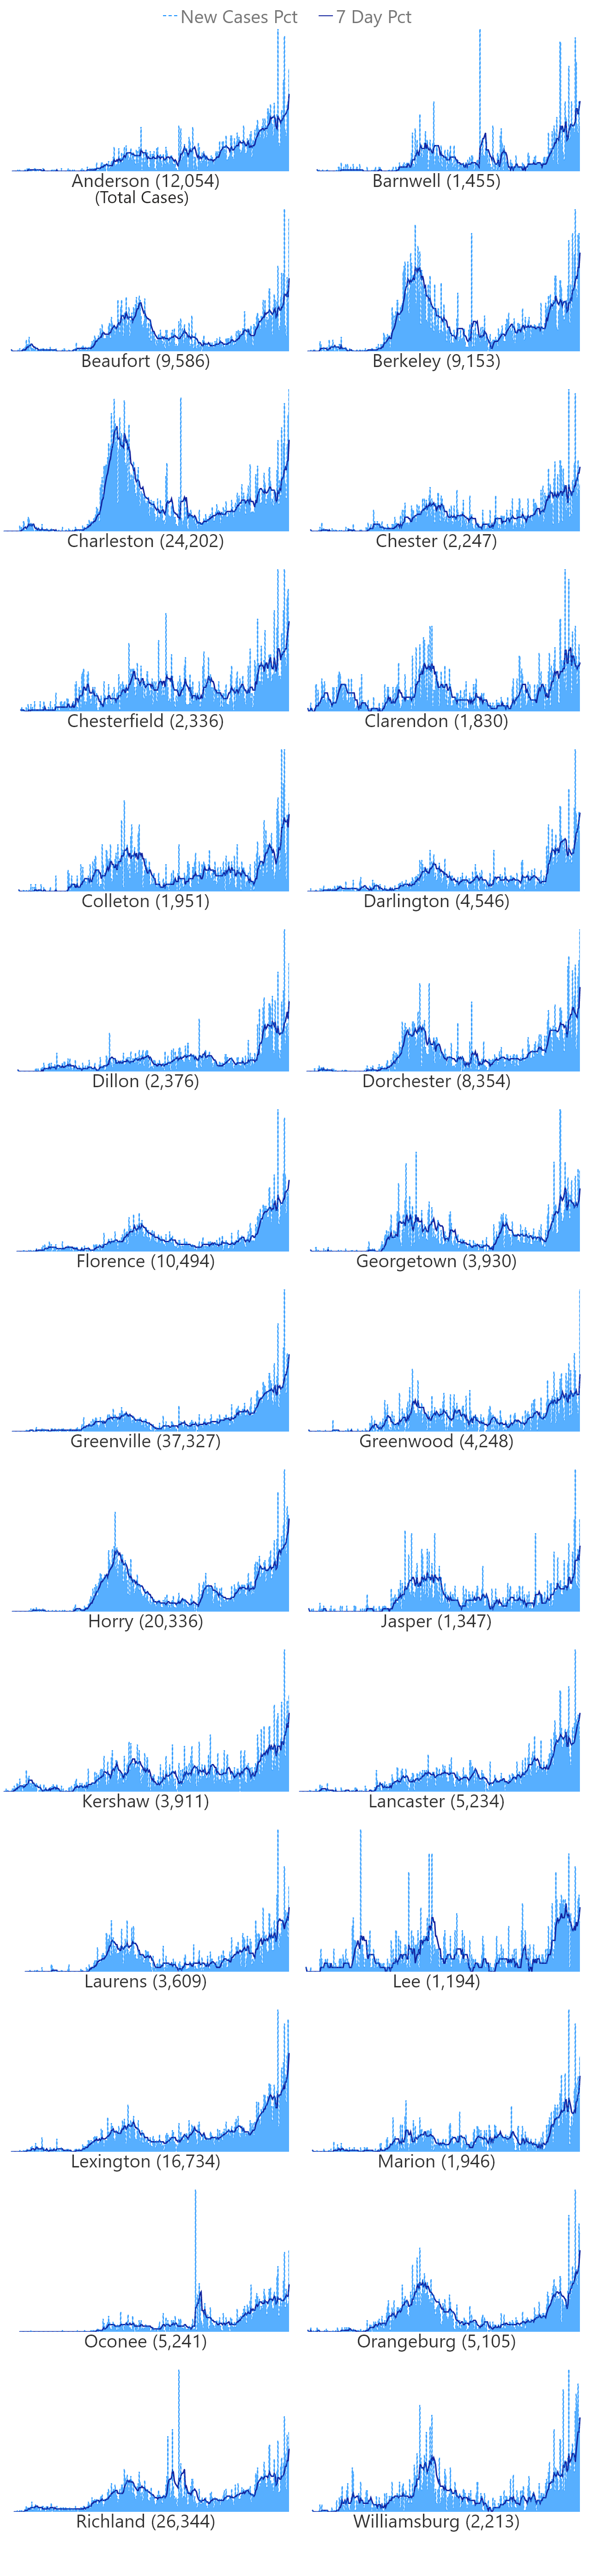 New Cases Pct 7 Day Pct
Anderson (12,054) Barnwell (1,455)
(Total Cases)
Beaufort (9,586) Berkeley (9,153)
Charleston (24,202) Chester (2,247)
Chesterfield (2,336) Clarendon (1,830)
Colleton (1,951) Darlington (4,546)
Dillon (2,376) Dorchester (8,354)
Florence (10,494) Georgetown (3,930)
Greenville (37,327) Greenwood (4,248)
Horry (20,336) Jasper (1,347)
Kershaw (3,911) Lancaster (5,234)
Laurens (3,609) Lee (1,194)
Lexington (16,734) Marion (1,946)
Oconee (5,241) Orangeburg (5,105)
Richland (26,344) Williamsburg (2,213)